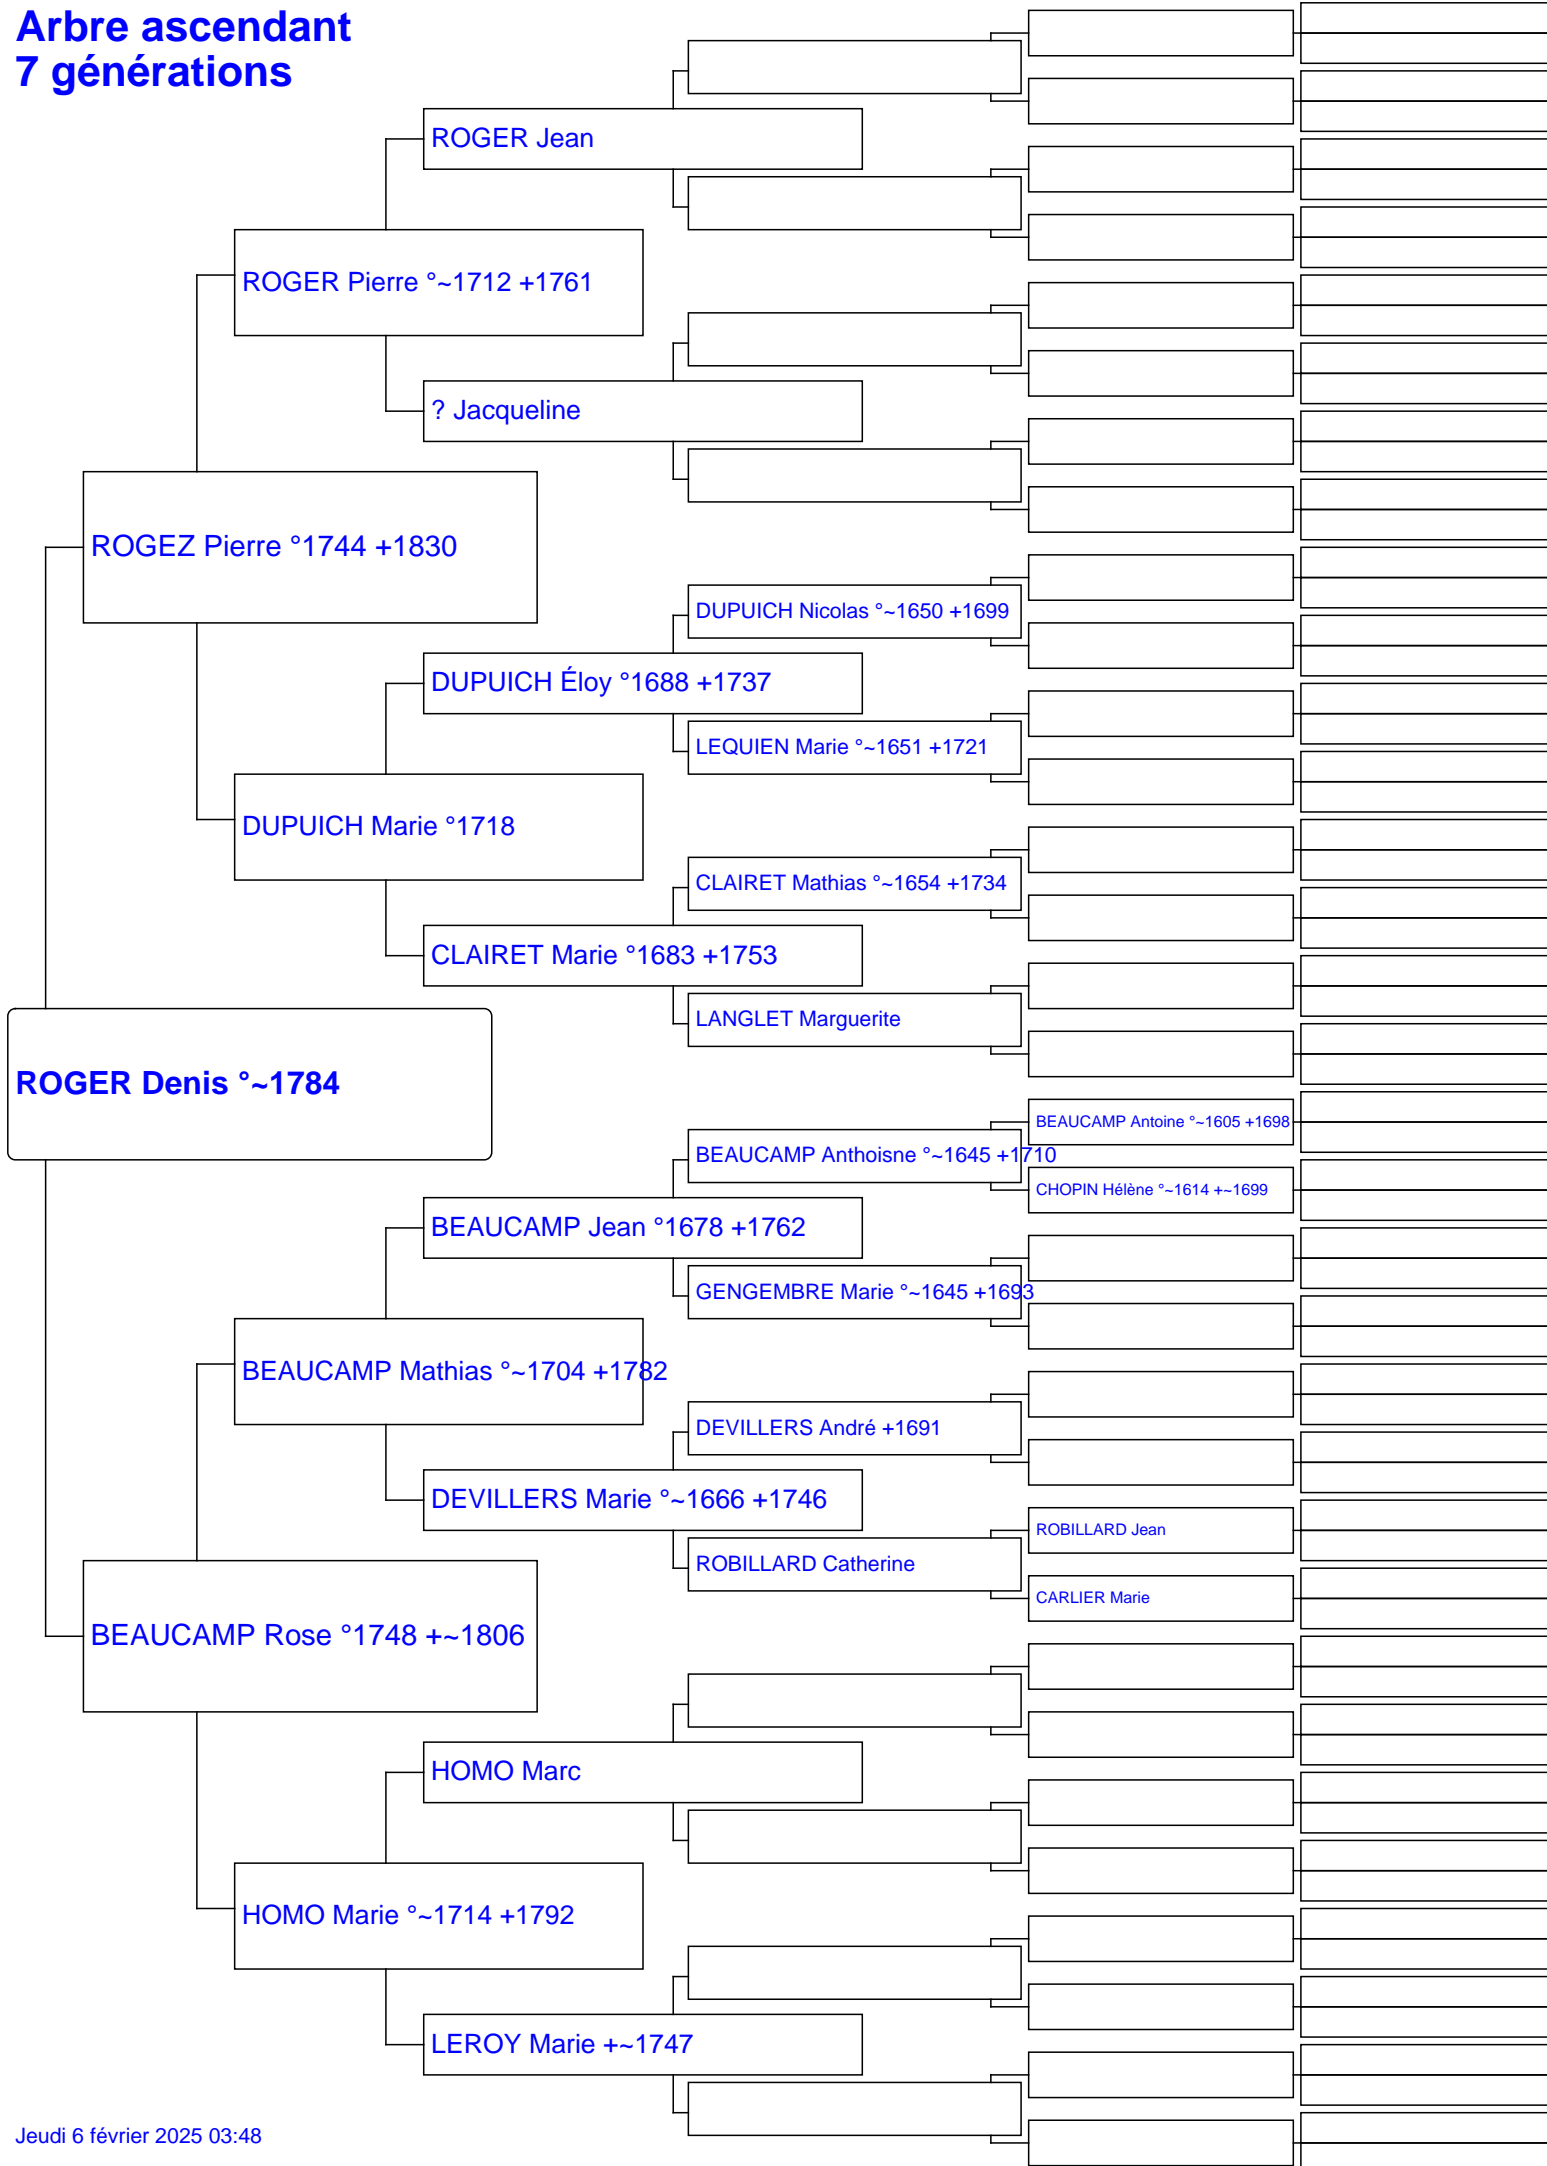 Arbre ascendant
7 générations
ROGER Jean
ROGER Pierre °~1712 +1761
? Jacqueline
ROGEZ Pierre °1744 +1830
DUPUICH Nicolas °~1650 +1699
DUPUICH Éloy °1688 +1737
LEQUIEN Marie °~1651 +1721
DUPUICH Marie °1718
CLAIRET Mathias °~1654 +1734
CLAIRET Marie °1683 +1753
LANGLET Marguerite
ROGER Denis °~1784
BEAUCAMP Antoine °~1605 +1698
BEAUCAMP Anthoisne °~1645 +1710
CHOPIN Hélène °~1614 +~1699
BEAUCAMP Jean °1678 +1762
GENGEMBRE Marie °~1645 +1693
BEAUCAMP Mathias °~1704 +1782
DEVILLERS André +1691
DEVILLERS Marie °~1666 +1746
ROBILLARD Jean
ROBILLARD Catherine
CARLIER Marie
BEAUCAMP Rose °1748 +~1806
HOMO Marc
HOMO Marie °~1714 +1792
LEROY Marie +~1747
Jeudi 6 février 2025 03:48